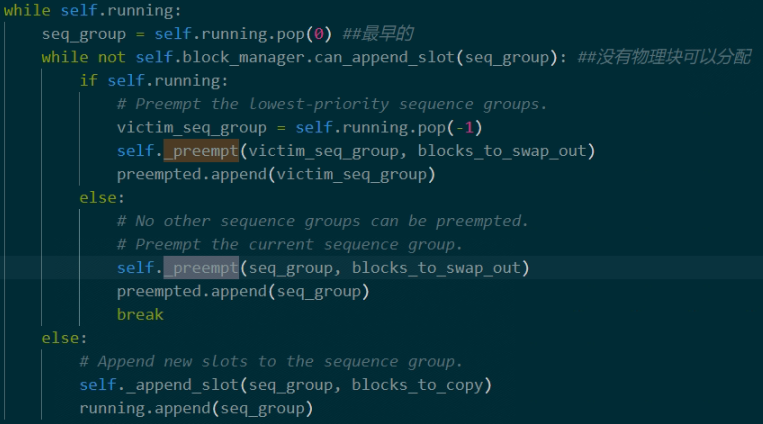 while self.running:
    seq_group = self.running.pop(0) ##最早的
    while not self.block_manager.can_append_slot(seq_group): ##没有物理块可以分配
        if self.running:
            # Preempt the lowest-priority sequence groups.
            victim_seq_group = self.running.pop(-1)
            self._preempt(victim_seq_group, blocks_to_swap_out)
            preempted.append(victim_seq_group)
        else:
            # No other sequence groups can be preempted.
            # Preempt the current sequence group.
            self._preempt(seq_group, blocks_to_swap_out)
            preempted.append(seq_group)
            break
    else:
        # Append new slots to the sequence group.
        self._append_slot(seq_group, blocks_to_copy)
        running.append(seq_group)